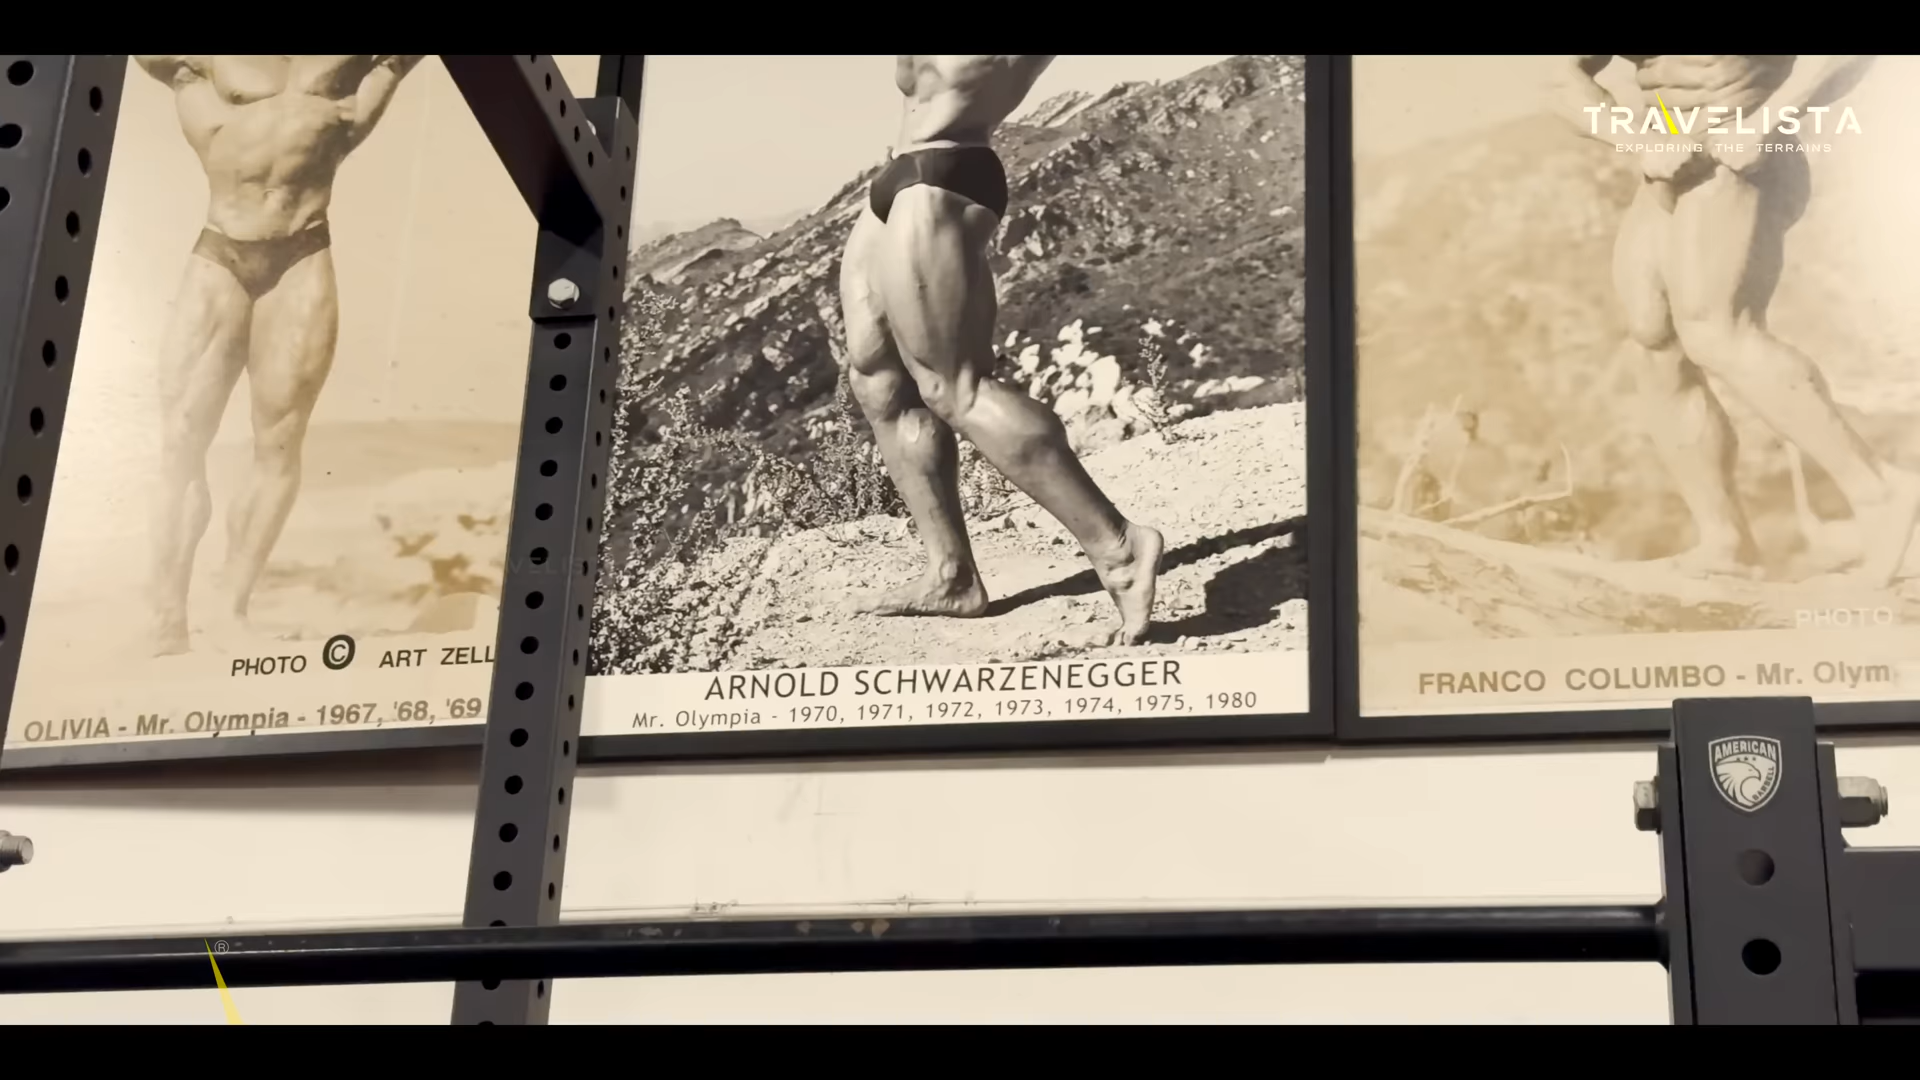 TRAVELISTA
EXPLORING THE TERRAINS
PHOTO © ART ZELL
OLIVIA - Mr. Olympia - 1967, '68, '69
ARNOLD SCHWARZENEGGER
Mr. Olympia - 1970, 1971, 1972, 1973, 1974, 1975, 1980
PHOTO
FRANCO COLUMBO - Mr. Olym
AMERICAN
BARBELL
®